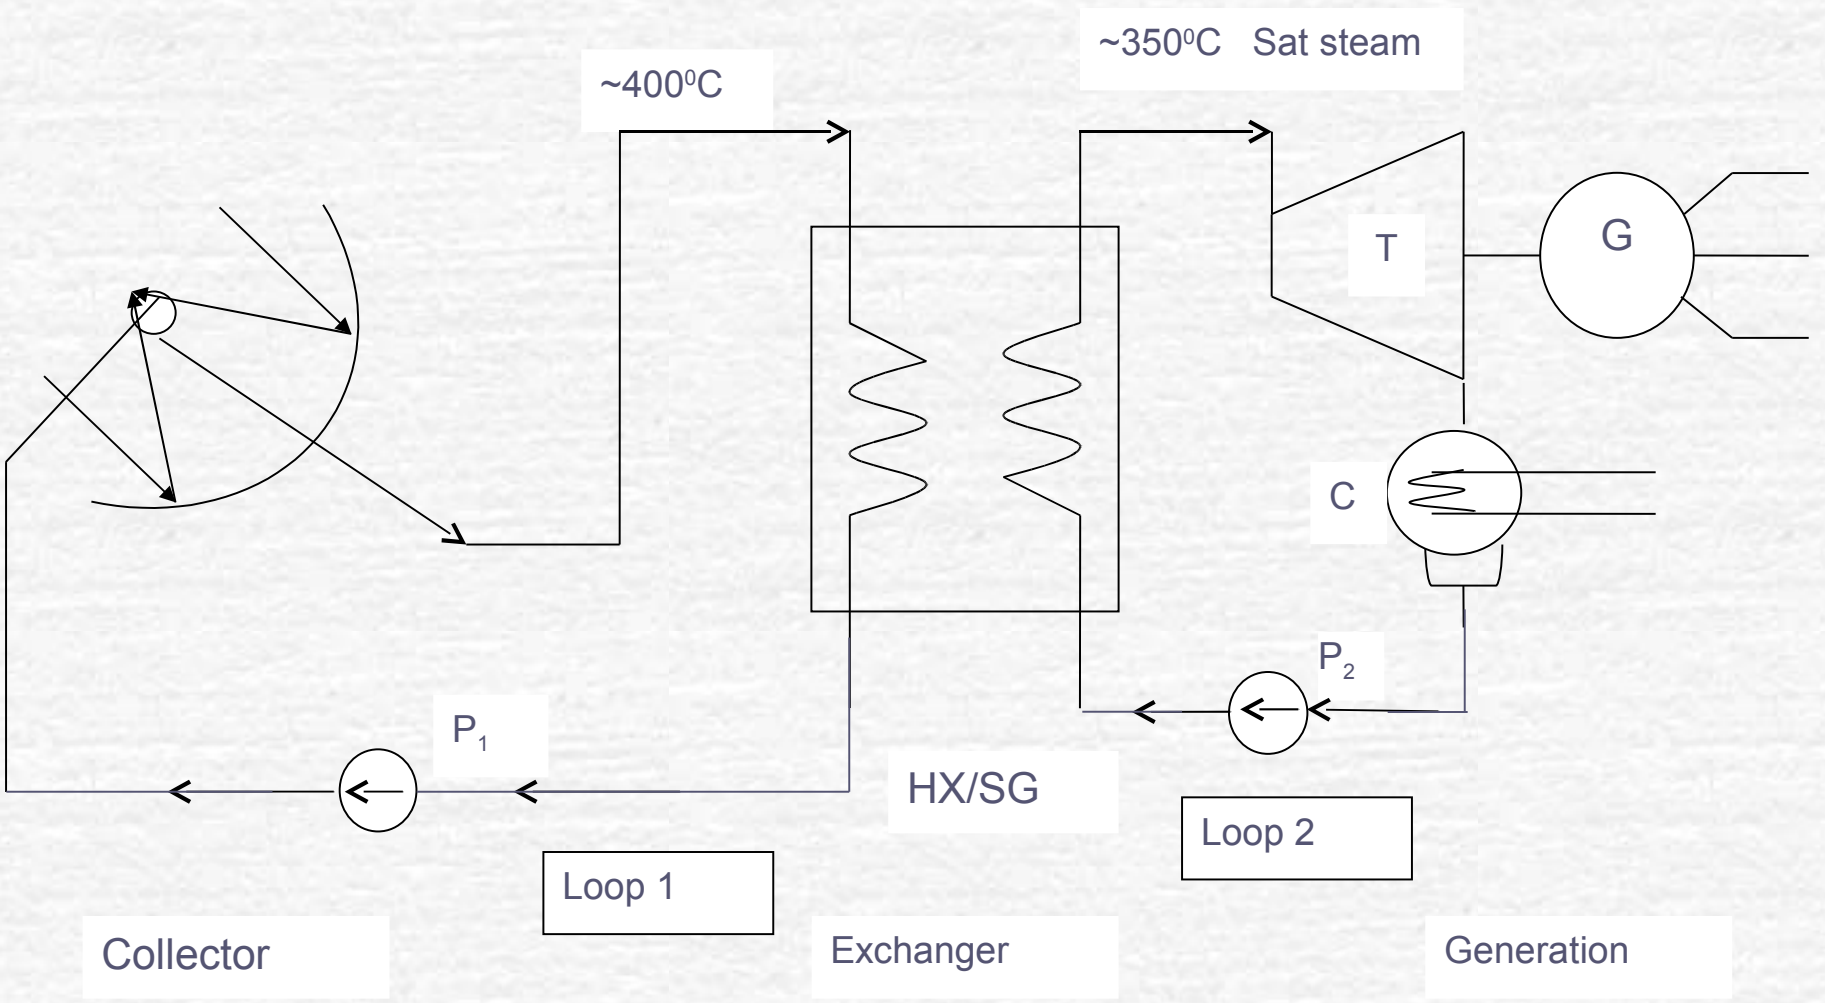 ~350⁰C Sat steam
~400⁰C
T
G
C
P₂
P₁
HX/SG
Loop 2
Loop 1
Collector
Exchanger
Generation